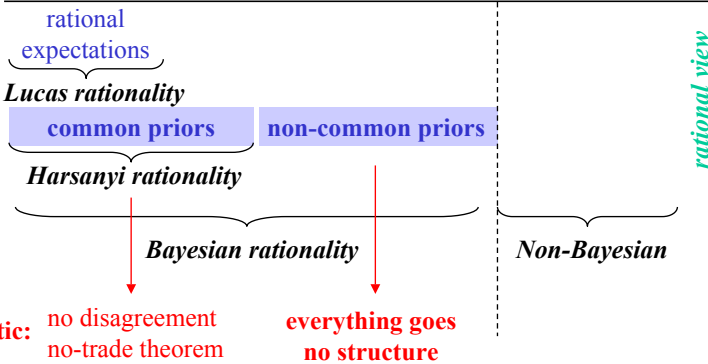 rational
expectations
Lucas rationality
common priors
non-common priors
rational view
Harsanyi rationality
Bayesian rationality
Non-Bayesian
tic:
no disagreement
no-trade theorem
everything goes
no structure